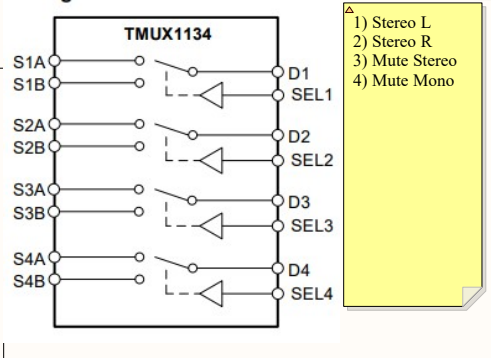 TMUX1134
S1A
S1B
D1
SEL1
S2A
S2B
D2
SEL2
S3A
S3B
D3
SEL3
S4A
S4B
D4
SEL4
1) Stereo L
2) Stereo R
3) Mute Stereo
4) Mute Mono